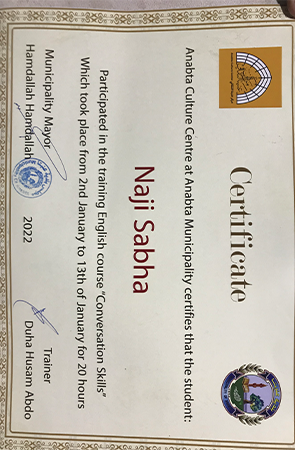 Certificate
Anabta Culture Centre at Anabta Municipality certifies that the student:
Naji Sabha
Participated in the training English course "Conversation Skills"
Which took place from 2nd January to 13th of January for 20 hours
Municipality Mayor
Hamdallah Hamdallah
2022
Trainer
Duha Husam Abdo